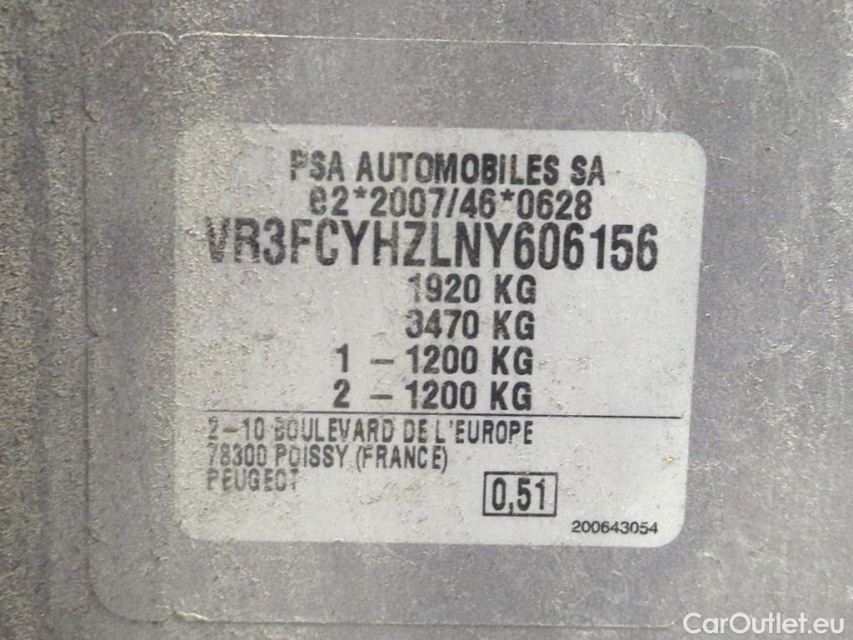 PSA AUTOMOBILES SA
e2*2007/46*0628
VR3FCYHZLNY606156
1920 KG
3470 KG
1 - 1200 KG
2 - 1200 KG
2-10 BOULEVARD DE L'EUROPE
78300 POISSY (FRANCE)
PEUGEOT
0,51
200643054
CarOutlet.eu